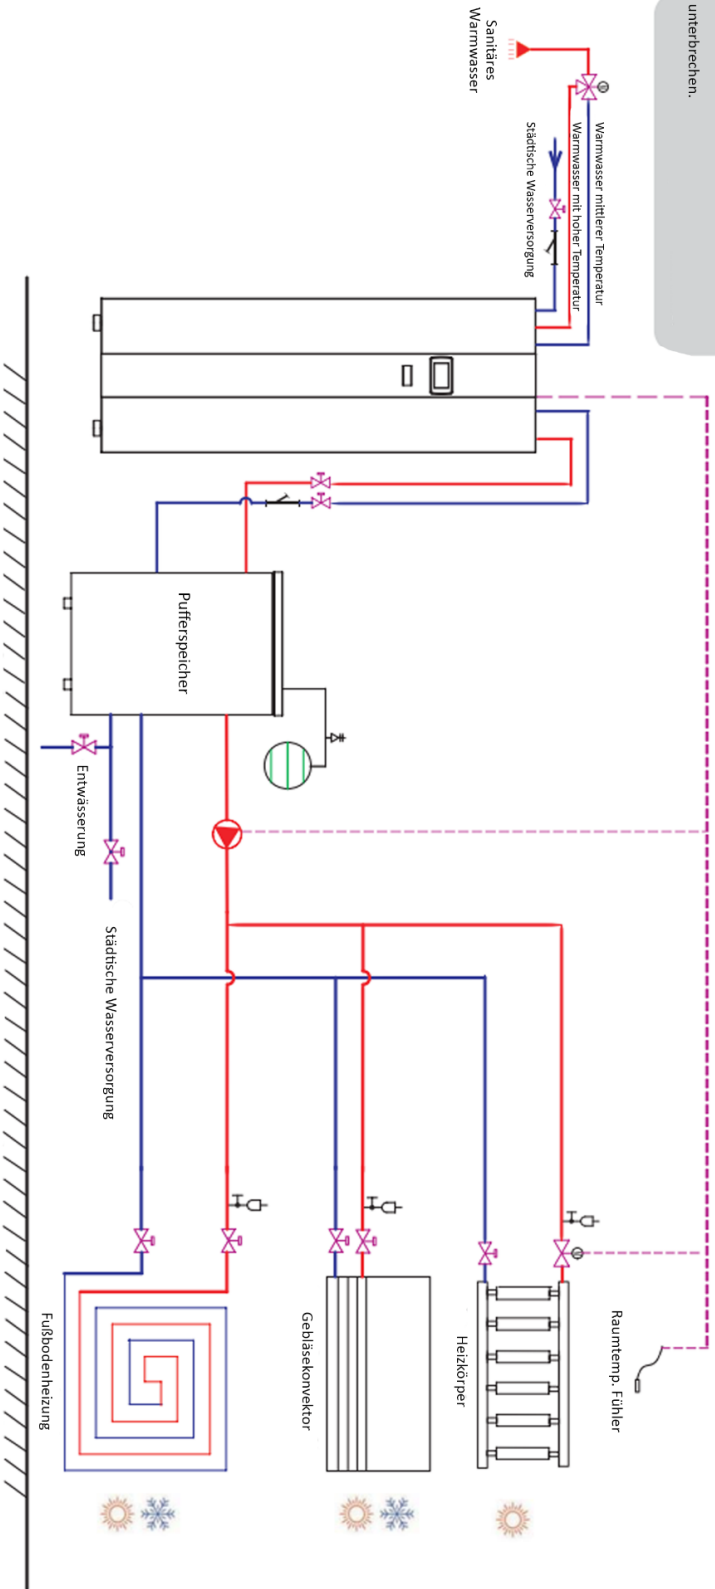 unterbrechen.
Sanitäres
Warmwasser
Warmwasser mittlerer Temperatur
Warmwasser mit hoher Temperatur
Städtische Wasserversorgung
Pufferspeicher
Entwässerung
Städtische Wasserversorgung
Raumtemp. Fühler
Heizkörper
Gebläsekonvektor
Fußbodenheizung